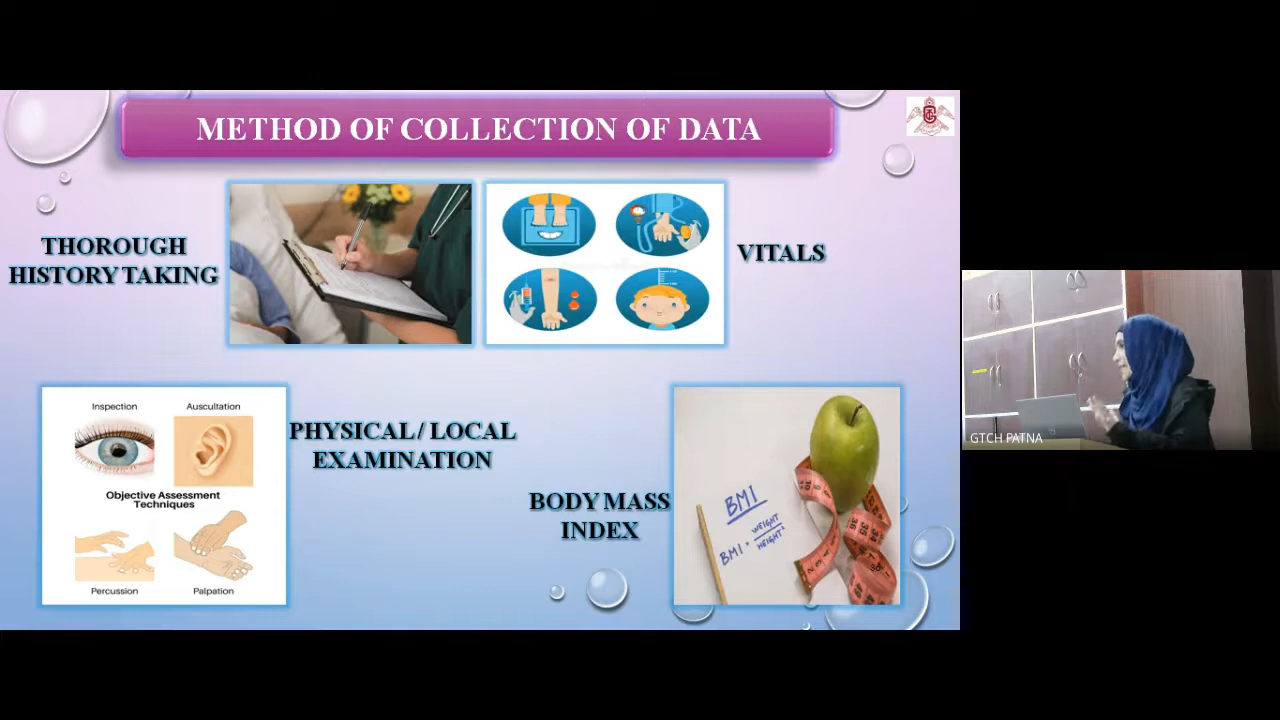 METHOD OF COLLECTION OF DATA
THOROUGH
HISTORY TAKING
VITALS
Inspection
Auscultation
Objective Assessment
Techniques
Percussion
Palpation
PHYSICAL / LOCAL
EXAMINATION
BODY MASS
INDEX
BMI
BMI = WEIGHT
HEIGHT²
36
GTCH PATNA